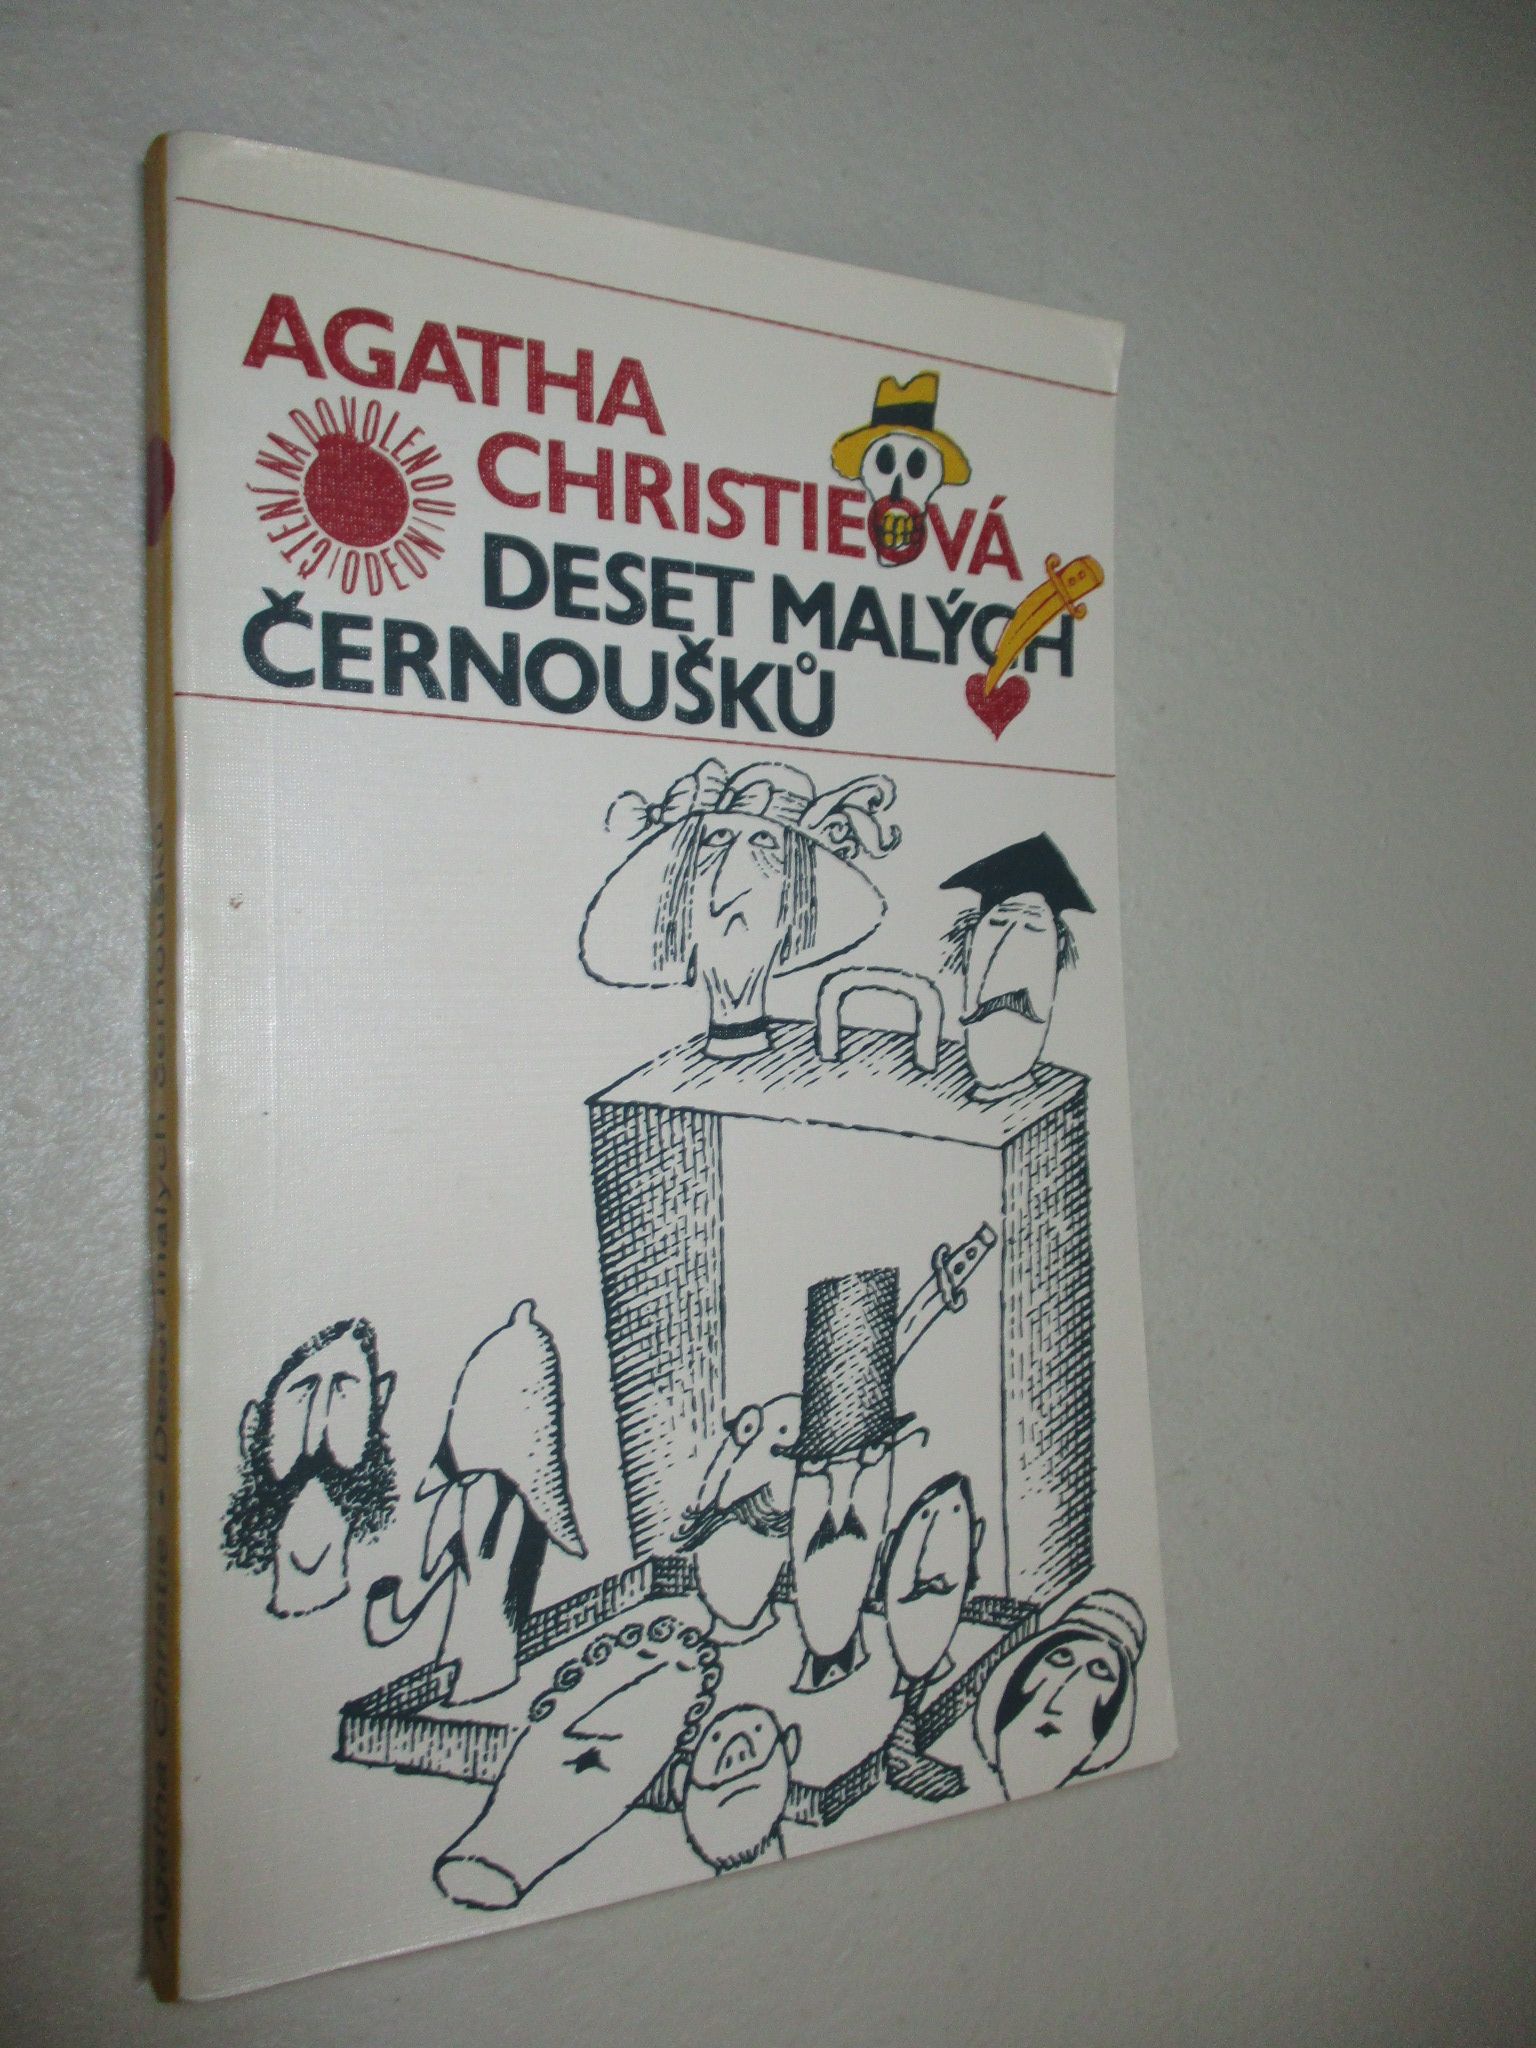 AGATHA
CHRISTIEOVÁ
ČTENÍ NA DOVOLENOU/ODEON/
DESET MALÝCH
ČERNOUŠKŮ
Agatha Christie • Deset malých černoušků